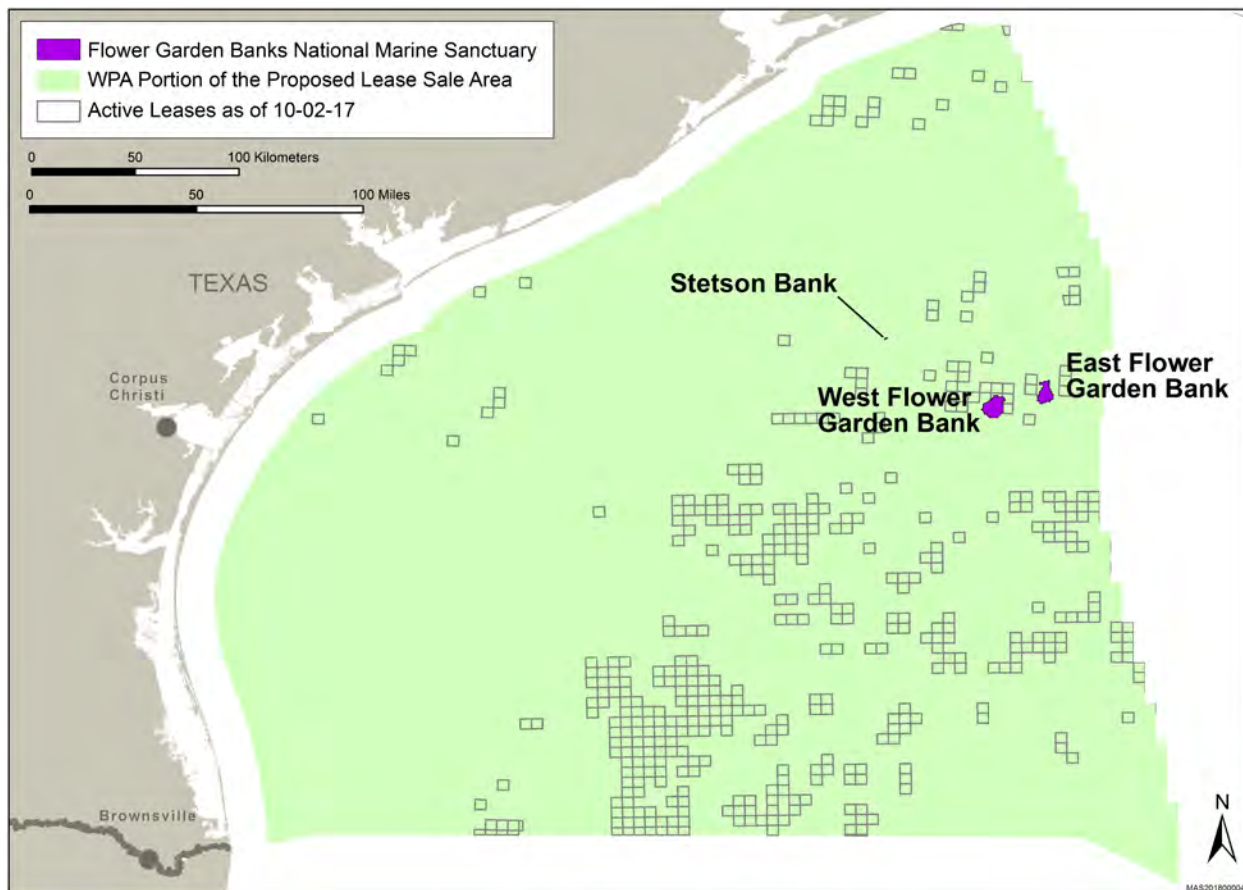 Flower Garden Banks National Marine Sanctuary
WPA Portion of the Proposed Lease Sale Area
Active Leases as of 10-02-17
0 50 100 Kilometers
0 50 100 Miles
TEXAS
Stetson Bank
East Flower
Garden Bank
West Flower
Garden Bank
Corpus
Christi
Brownsville
N